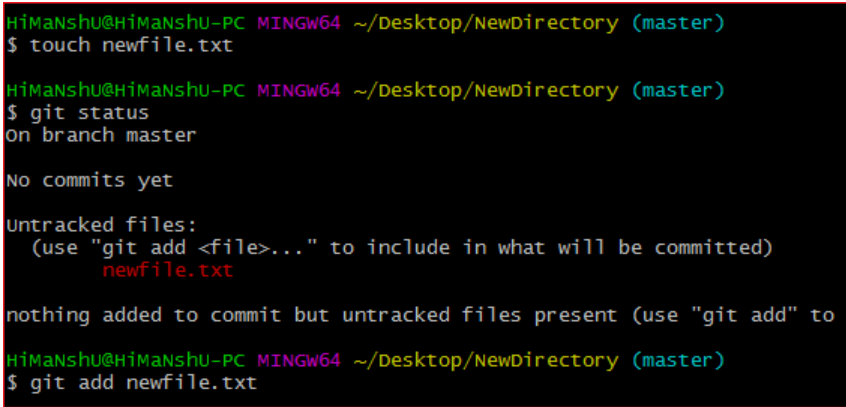 HiMaNshU@HiMaNshU-PC MINGW64 ~/Desktop/NewDirectory (master)
$ touch newfile.txt
HiMaNshU@HiMaNshU-PC MINGW64 ~/Desktop/NewDirectory (master)
$ git status
On branch master
No commits yet
Untracked files:
(use "git add <file>..." to include in what will be committed)
newfile.txt
nothing added to commit but untracked files present (use "git add" to
HiMaNshU@HiMaNshU-PC MINGW64 ~/Desktop/NewDirectory (master)
$ git add newfile.txt